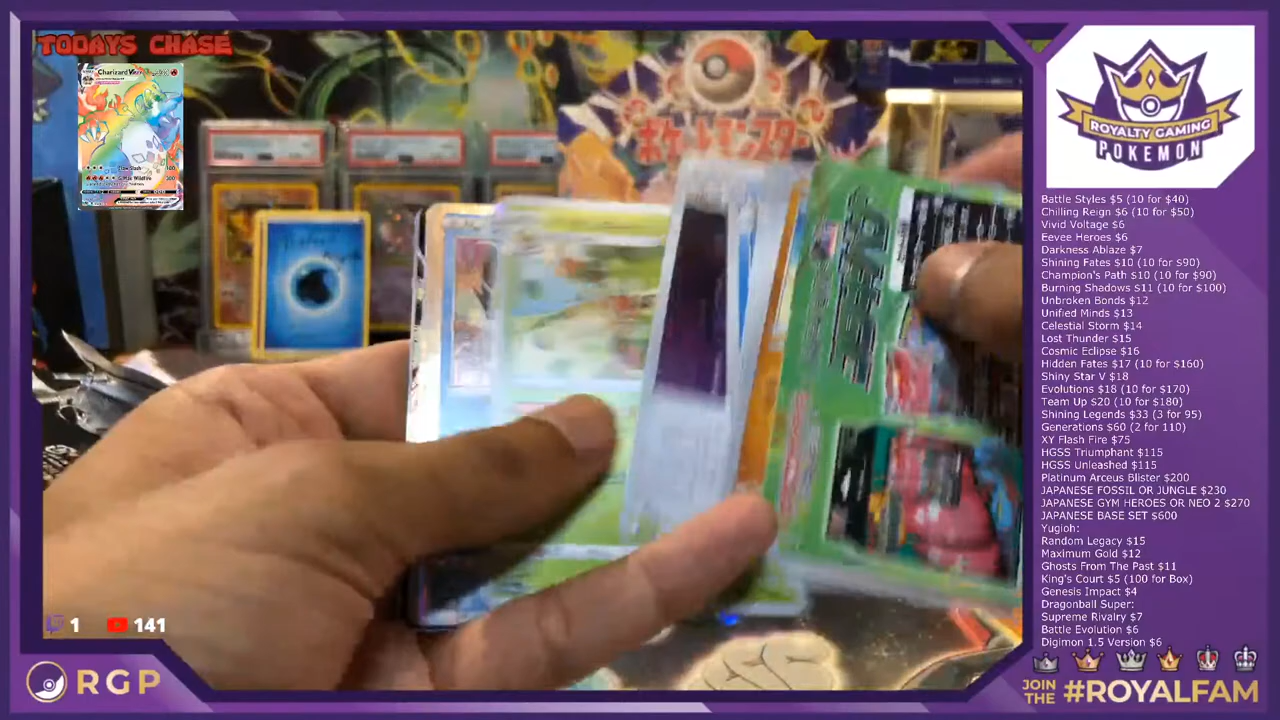 TODAYS CHASE
Charizard VMAX
Claw Slash 100
G-Max Wildfire 300
ポケットモンスター
ROYALTY GAMING
POKEMON
Battle Styles $5 (10 for $40)
Chilling Reign $6 (10 for $50)
Vivid Voltage $6
Eevee Heroes $6
Darkness Ablaze $7
Shining Fates $10 (10 for $90)
Champion's Path $10 (10 for $90)
Burning Shadows $11 (10 for $100)
Unbroken Bonds $12
Unified Minds $13
Celestial Storm $14
Lost Thunder $15
Cosmic Eclipse $16
Hidden Fates $17 (10 for $160)
Shiny Star V $18
Evolutions $18 (10 for $170)
Team Up $20 (10 for $180)
Shining Legends $33 (3 for 95)
Generations $60 (2 for 110)
XY Flash Fire $75
HGSS Triumphant $115
HGSS Unleashed $115
Platinum Arceus Blister $200
JAPANESE FOSSIL OR JUNGLE $230
JAPANESE GYM HEROES OR NEO 2 $270
JAPANESE BASE SET $600
Yugioh:
Random Legacy $15
Maximum Gold $12
Ghosts From The Past $11
King's Court $5 (100 for Box)
Genesis Impact $4
Dragonball Super:
Supreme Rivalry $7
Battle Evolution $6
Digimon 1.5 Version $6
1 141
RGP
JOIN THE #ROYALFAM